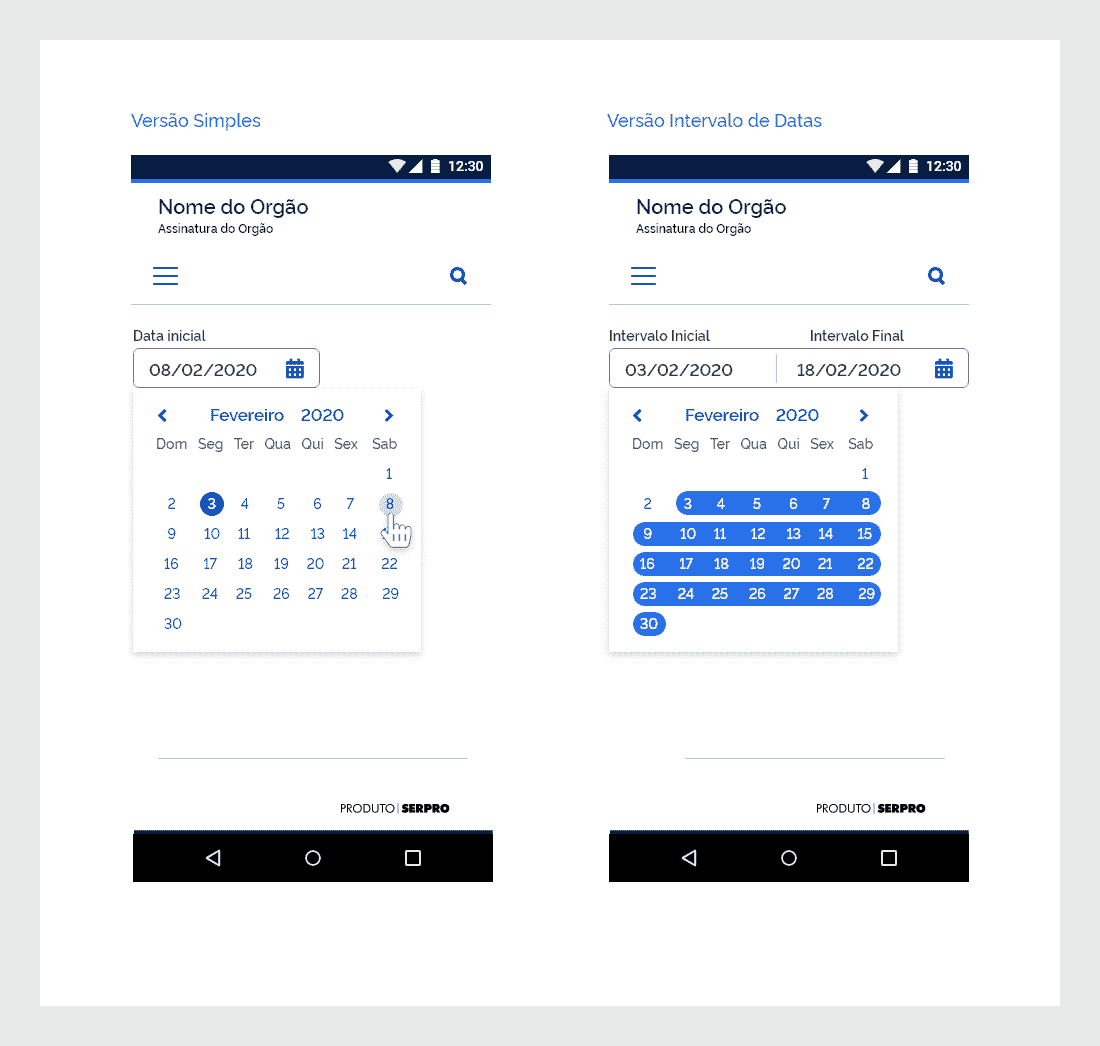 Versão Simples
12:30
Nome do Orgão
Assinatura do Orgão
Data inicial
08/02/2020
Fevereiro 2020
Dom Seg Ter Qua Qui Sex Sab
1
2 3 4 5 6 7 8
9 10 11 12 13 14
16 17 18 19 20 21 22
23 24 25 26 27 28 29
30
PRODUTO | SERPRO
Versão Intervalo de Datas
12:30
Nome do Orgão
Assinatura do Orgão
Intervalo Inicial Intervalo Final
03/02/2020 18/02/2020
Fevereiro 2020
Dom Seg Ter Qua Qui Sex Sab
1
2 3 4 5 6 7 8
9 10 11 12 13 14 15
16 17 18 19 20 21 22
23 24 25 26 27 28 29
30
PRODUTO | SERPRO